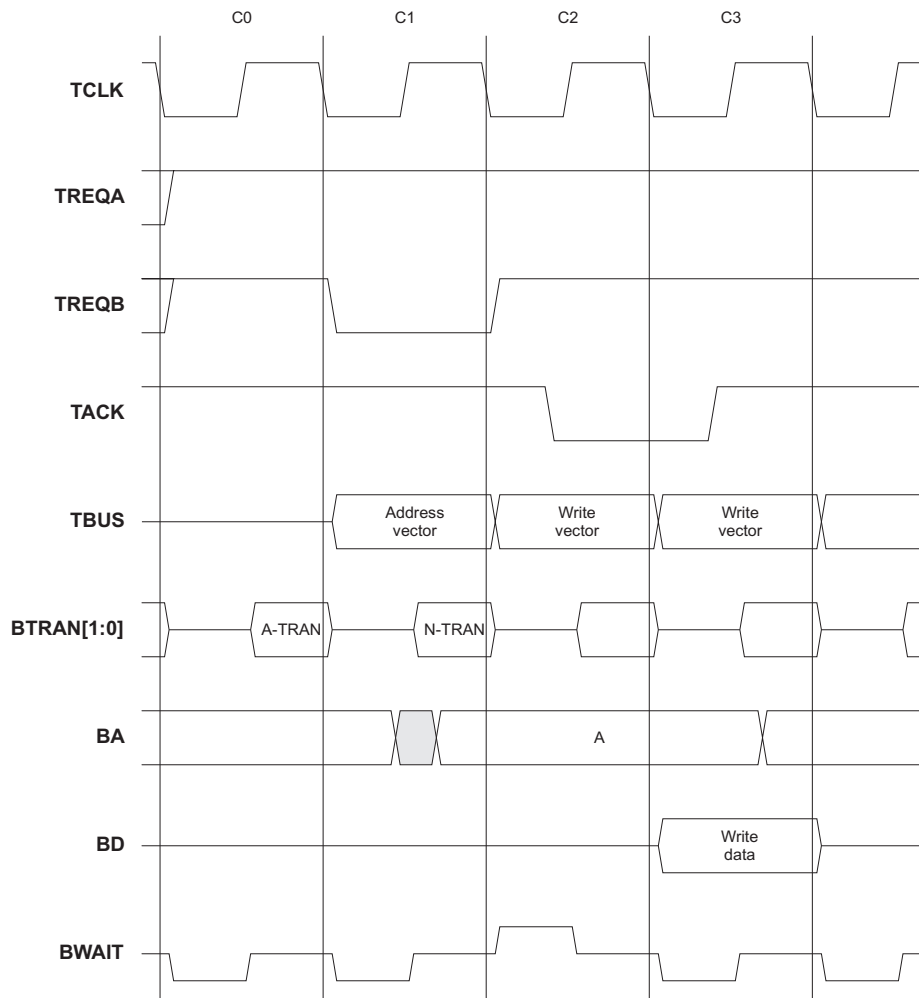 C0 C1 C2 C3
TCLK
TREQA
TREQB
TACK
TBUS
Address
vector
Write
vector
Write
vector
BTRAN[1:0]
A-TRAN
N-TRAN
BA
A
BD
Write
data
BWAIT